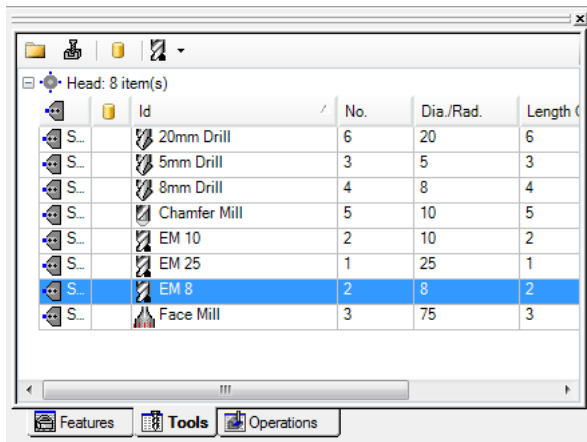 Head: 8 item(s)
Id No. Dia./Rad. Length
S... 20mm Drill 6 20 6
S... 5mm Drill 3 5 3
S... 8mm Drill 4 8 4
S... Chamfer Mill 5 10 5
S... EM 10 2 10 2
S... EM 25 1 25 1
S... EM 8 2 8 2
S... Face Mill 3 75 3
Features Tools Operations